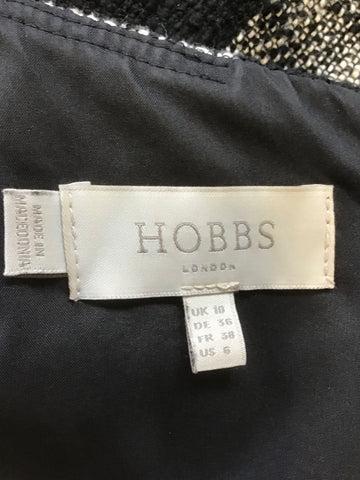 HOBBS
LONDON
MADE IN
MACEDONIA
UK 10
DE 36
FR 38
US 6